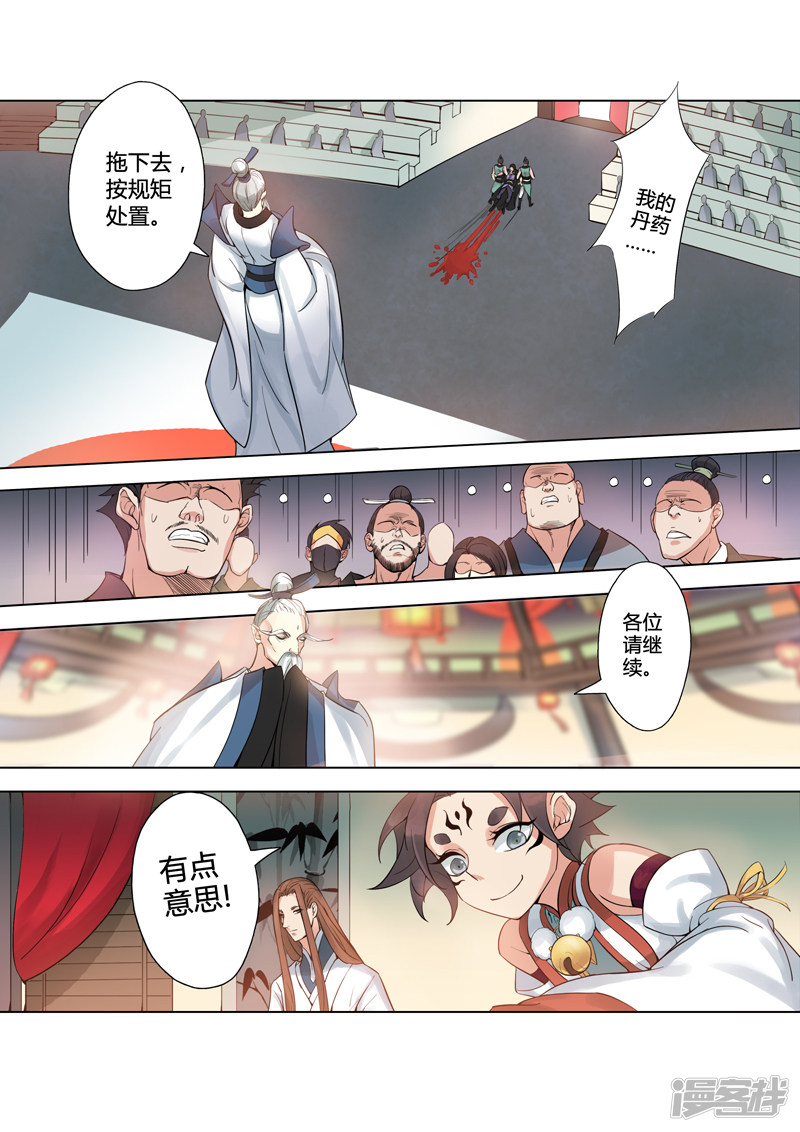 拖下去，
按规矩
处置。
我的
丹药
……
各位
请继
续。
有点
意思!
漫客栈